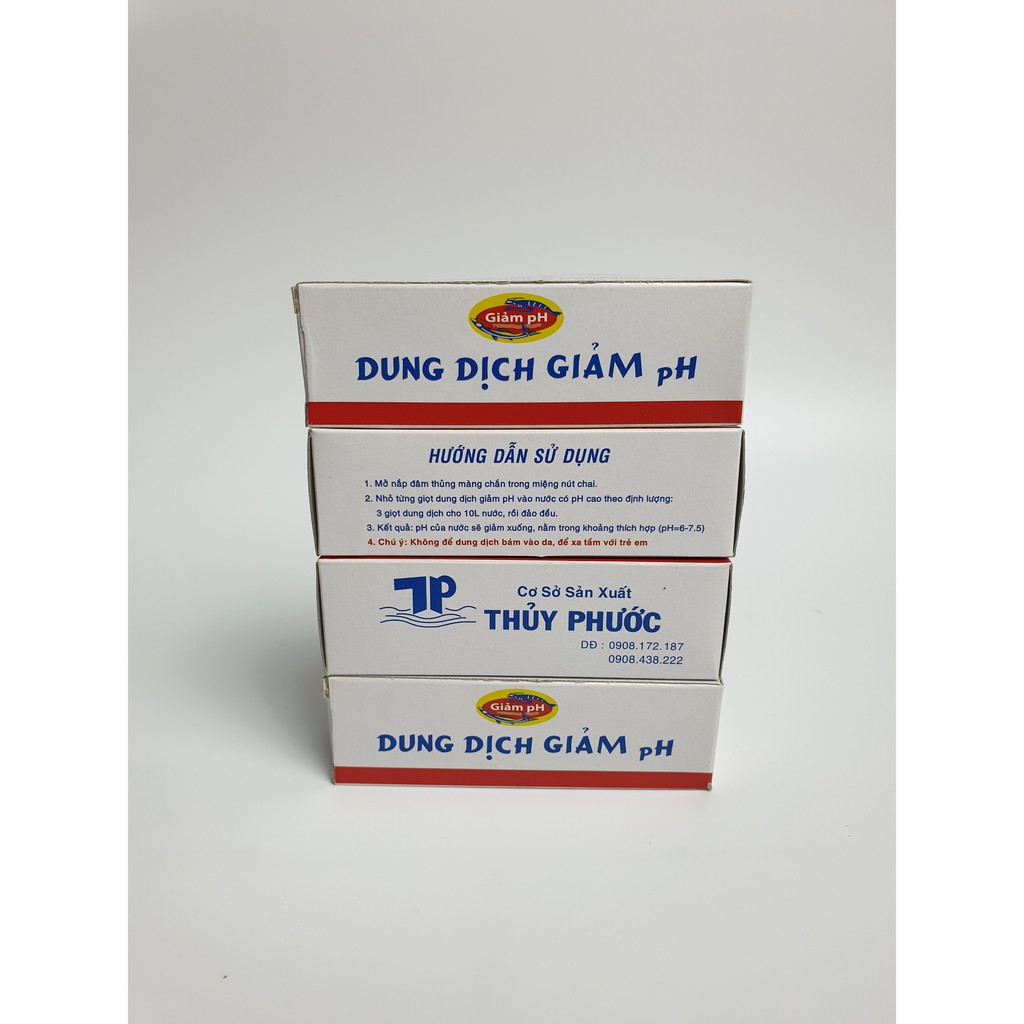 Giảm pH
DUNG DỊCH GIẢM pH
HƯỚNG DẪN SỬ DỤNG
1. Mở nắp đâm thủng màng chắn trong miệng nút chai.
2. Nhỏ từng giọt dung dịch giảm pH vào nước có pH cao theo định lượng:
3 giọt dung dịch cho 10L nước, rồi đảo đều.
3. Kết quả: pH của nước sẽ giảm xuống, nằm trong khoảng thích hợp (pH=6-7.5)
4. Chú ý: Không để dung dịch bám vào da, để xa tầm với trẻ em
TP
Cơ Sở Sản Xuất
THỦY PHƯỚC
DĐ : 0908.172.187
0908.438.222
Giảm pH
DUNG DỊCH GIẢM pH